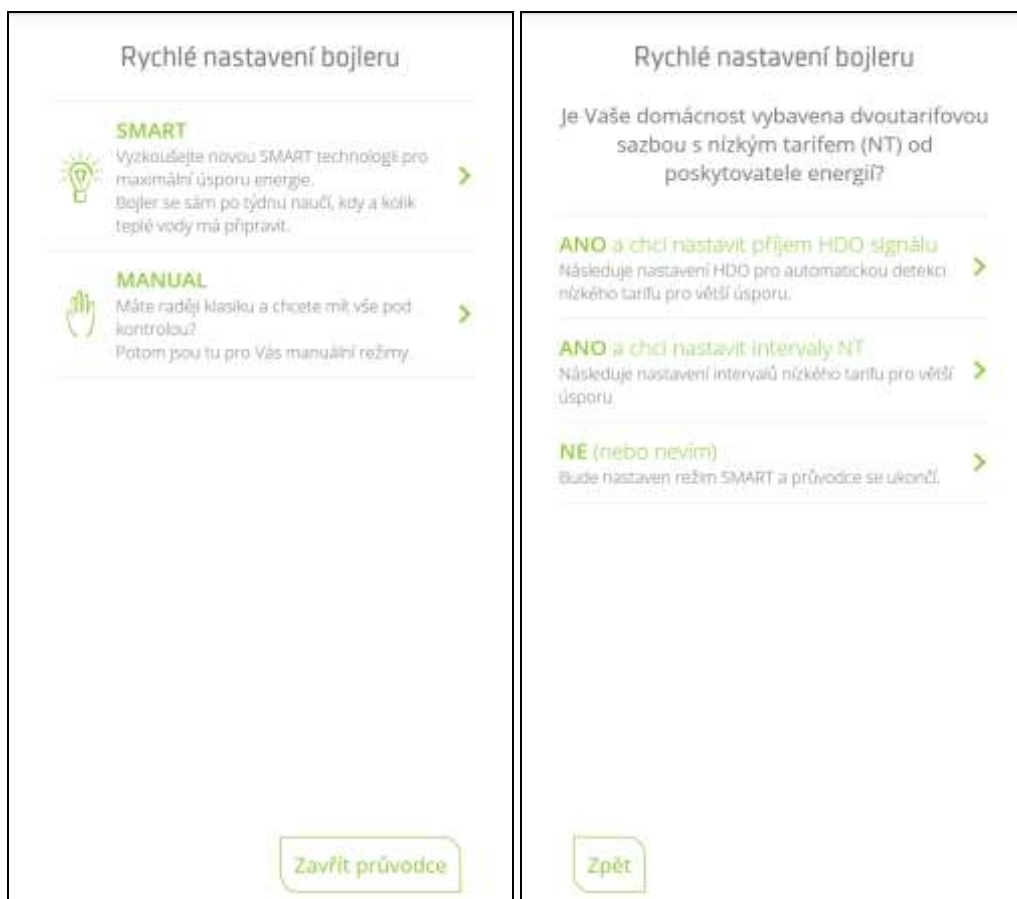 Rychlé nastavení bojleru
SMART
Vyzkoušejte novou SMART technologii pro
maximální úsporu energie.
Bojler se sám po týdnu naučí, kdy a kolik
teplé vody má připravit.
MANUAL
Máte raději klasiku a chcete mít vše pod
kontrolou?
Potom jsou tu pro Vás manuální režimy.
Zavřít průvodce
Rychlé nastavení bojleru
Je Vaše domácnost vybavena dvoutarifovou
sazbou s nízkým tarifem (NT) od
poskytovatele energií?
ANO a chci nastavit příjem HDO signálu
Následuje nastavení HDO pro automatickou detekci
nízkého tarifu pro větší úsporu.
ANO a chci nastavit intervaly NT
Následuje nastavení intervalů nízkého tarifu pro větší
úsporu
NE (nebo nevím)
Bude nastaven režim SMART a průvodce se ukončí.
Zpět